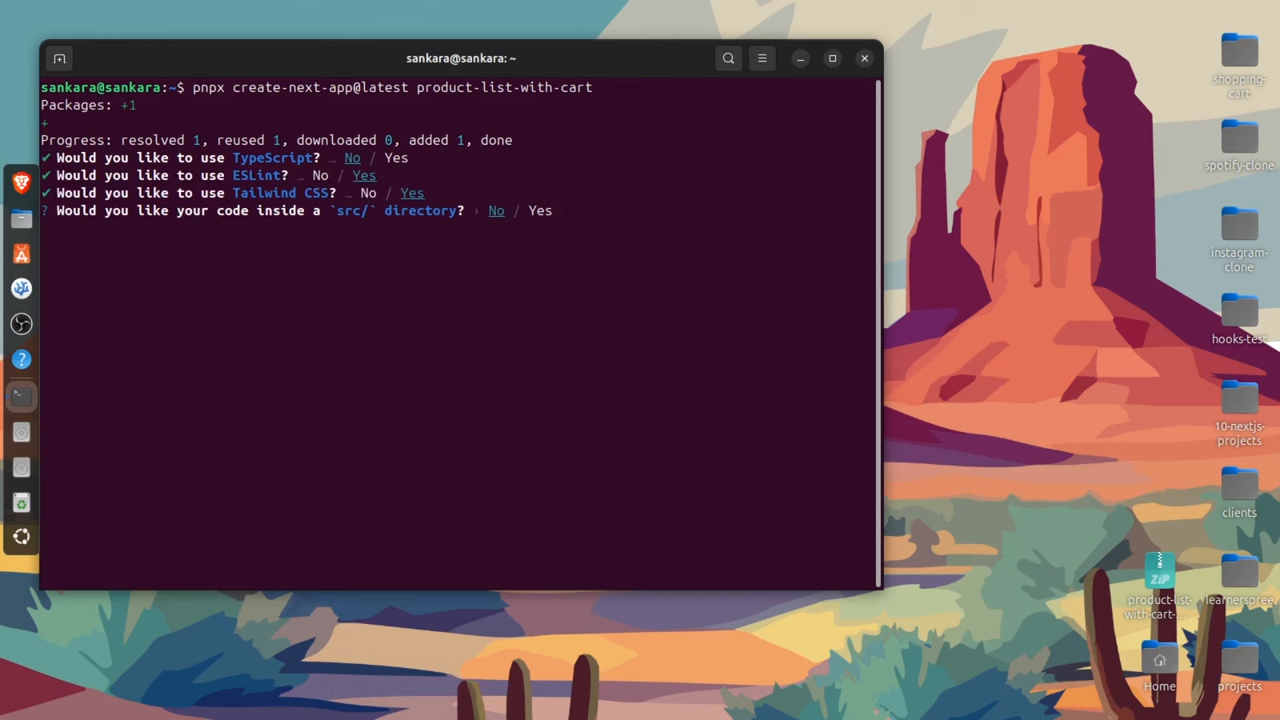 sankara@sankara: ~
sankara@sankara:~$ pnpx create-next-app@latest product-list-with-cart
Packages: +1
+
Progress: resolved 1, reused 1, downloaded 0, added 1, done
✔ Would you like to use TypeScript? … No / Yes
✔ Would you like to use ESLint? … No / Yes
✔ Would you like to use Tailwind CSS? … No / Yes
? Would you like your code inside a `src/` directory? › No / Yes
shopping-
cart
spotify-clone
instagram-
clone
hooks-test
10-nextjs-
projects
clients
ZIP
product-list-
with-cart-...
learnerspree
Home
projects